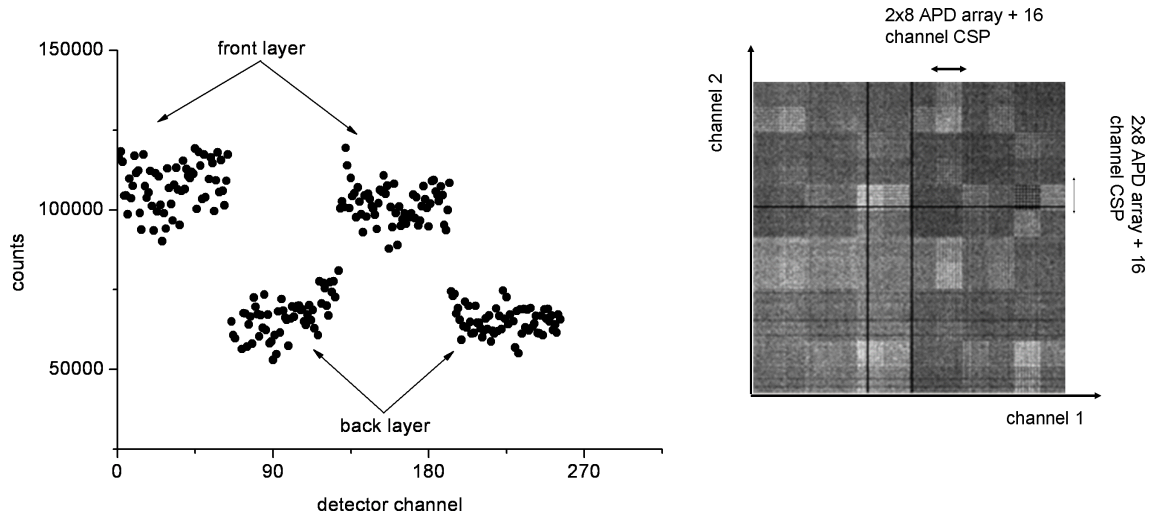 150000
100000
50000
counts
front layer
back layer
0
90
180
270
detector channel
2x8 APD array + 16
channel CSP
channel 2
2x8 APD array + 16
channel CSP
channel 1